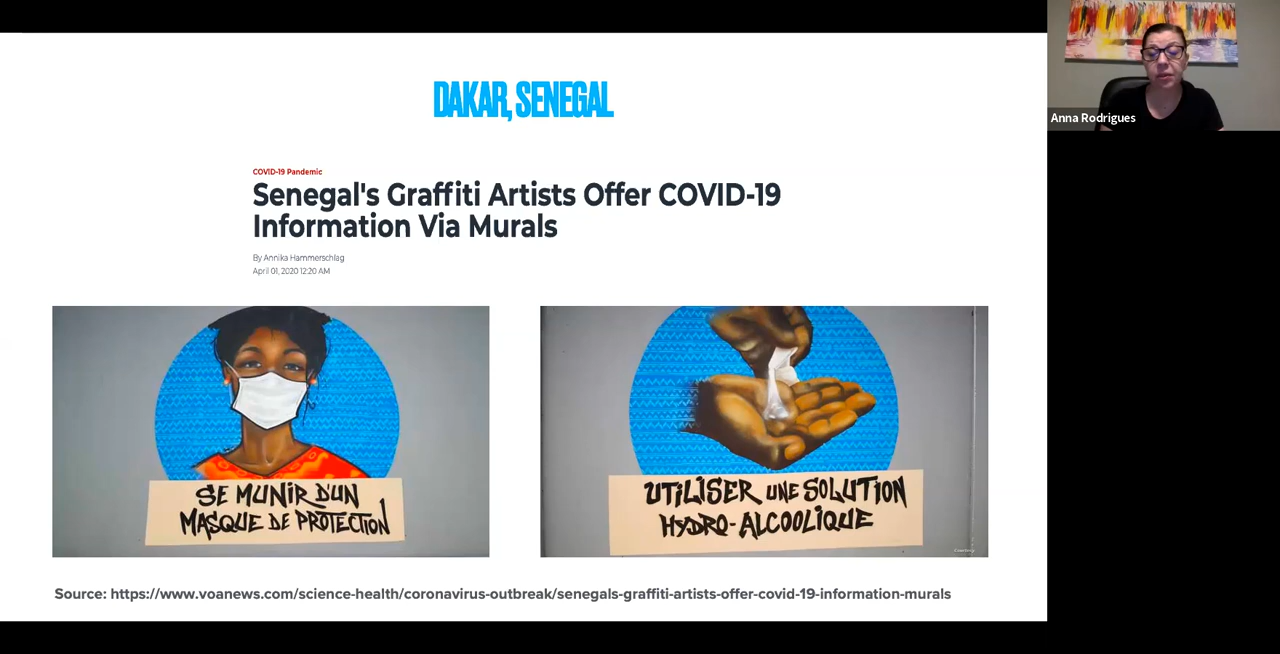 DAKAR, SENEGAL
Anna Rodrigues
COVID-19 Pandemic
Senegal's Graffiti Artists Offer COVID-19
Information Via Murals
By Annika Hammerschlag
April 01, 2020 12:20 AM
SE MUNIR D'UN
MASQUE DE PROTECTION
UTILISER UNE SOLUTION
HYDRO-ALCOOLIQUE
Source: https://www.voanews.com/science-health/coronavirus-outbreak/senegals-graffiti-artists-offer-covid-19-information-murals